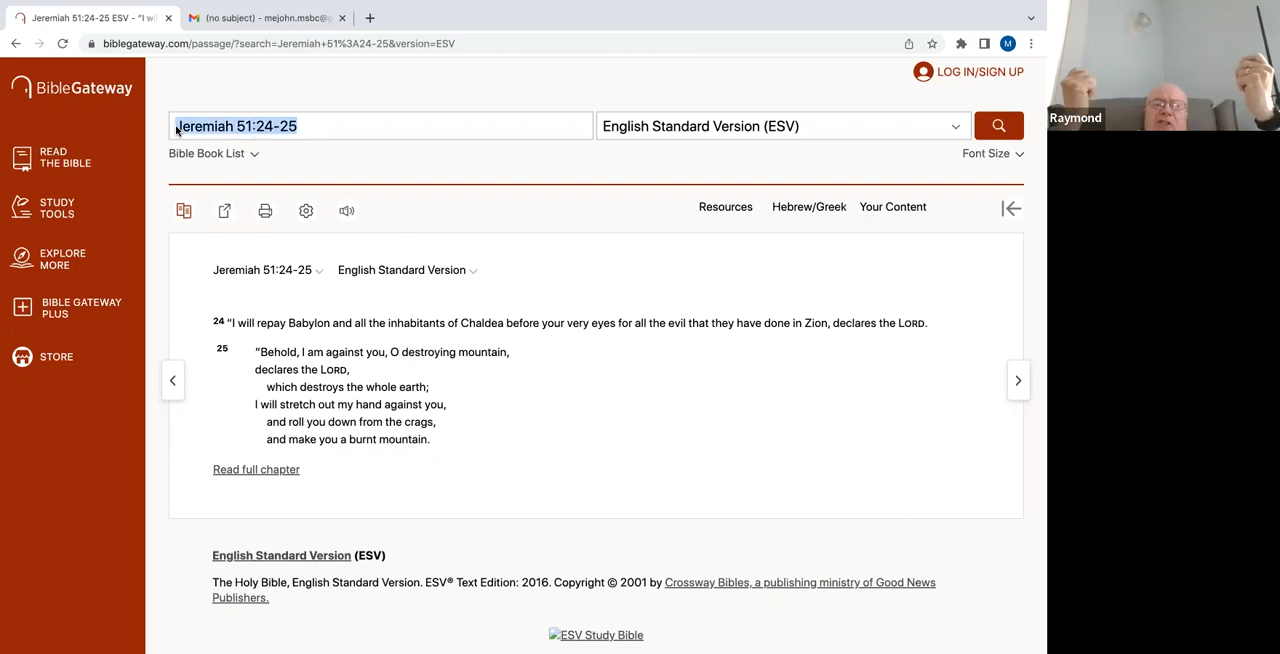 Jeremiah 51:24-25 ESV - "I wi
(no subject) - mejohn.msbc@g
biblegateway.com/passage/?search=Jeremiah+51%3A24-25&version=ESV
M
BibleGateway
LOG IN/SIGN UP
Raymond
Jeremiah 51:24-25
English Standard Version (ESV)
Bible Book List
Font Size
READ
THE BIBLE
STUDY
TOOLS
EXPLORE
MORE
BIBLE GATEWAY
PLUS
STORE
Resources Hebrew/Greek Your Content
Jeremiah 51:24-25 English Standard Version
24 "I will repay Babylon and all the inhabitants of Chaldea before your very eyes for all the evil that they have done in Zion, declares the LORD.
25 "Behold, I am against you, O destroying mountain,
declares the LORD,
which destroys the whole earth;
I will stretch out my hand against you,
and roll you down from the crags,
and make you a burnt mountain.
Read full chapter
English Standard Version (ESV)
The Holy Bible, English Standard Version. ESV® Text Edition: 2016. Copyright © 2001 by Crossway Bibles, a publishing ministry of Good News
Publishers.
ESV Study Bible